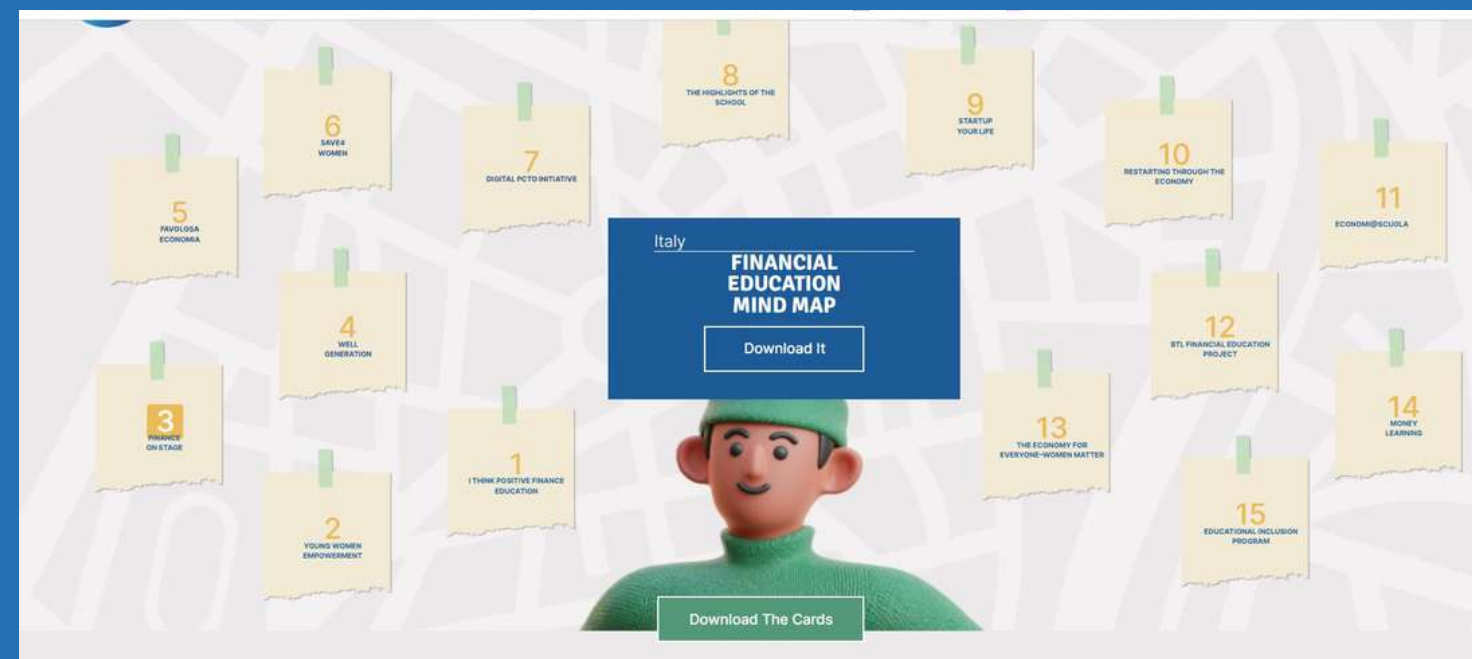 8
THE HIGHLIGHTS OF THE
SCHOOL
9
STARTUP
YOUR LIFE
6
SAVE4
WOMEN
7
DIGITAL PCTO INITIATIVE
10
RESTARTING THROUGH THE
ECONOMY
11
ECONOMI@SCUOLA
5
FAVOLOSA
ECONOMIA
Italy
FINANCIAL
EDUCATION
MIND MAP
Download It
4
WELL
GENERATION
12
BTL FINANCIAL EDUCATION
PROJECT
3
FINANCE
ON STAGE
14
MONEY
LEARNING
13
THE ECONOMY FOR
EVERYONE-WOMEN MATTER
1
I THINK POSITIVE FINANCE
EDUCATION
2
YOUNG WOMEN
EMPOWERMENT
15
EDUCATIONAL INCLUSION
PROGRAM
Download The Cards